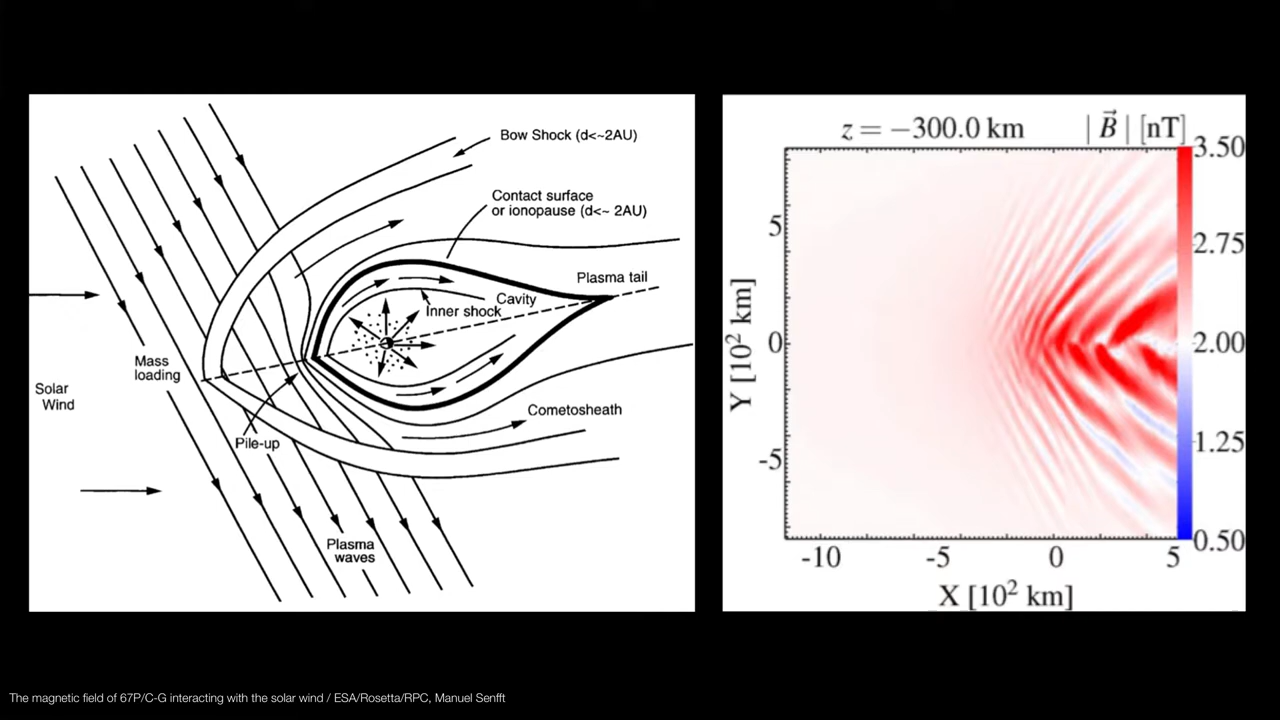 Bow Shock (d<~2AU)
Contact surface
or ionopause (d<~ 2AU)
Plasma tail
Cavity
Inner shock
Mass
loading
Solar
Wind
Cometosheath
Pile-up
Plasma
waves
z = −300.0 km
| B⃗ | [nT]
3.50
2.75
2.00
1.25
0.50
Y [10² km]
5
0
-5
-10
-5
0
5
X [10² km]
The magnetic field of 67P/C-G interacting with the solar wind / ESA/Rosetta/RPC, Manuel Senfft